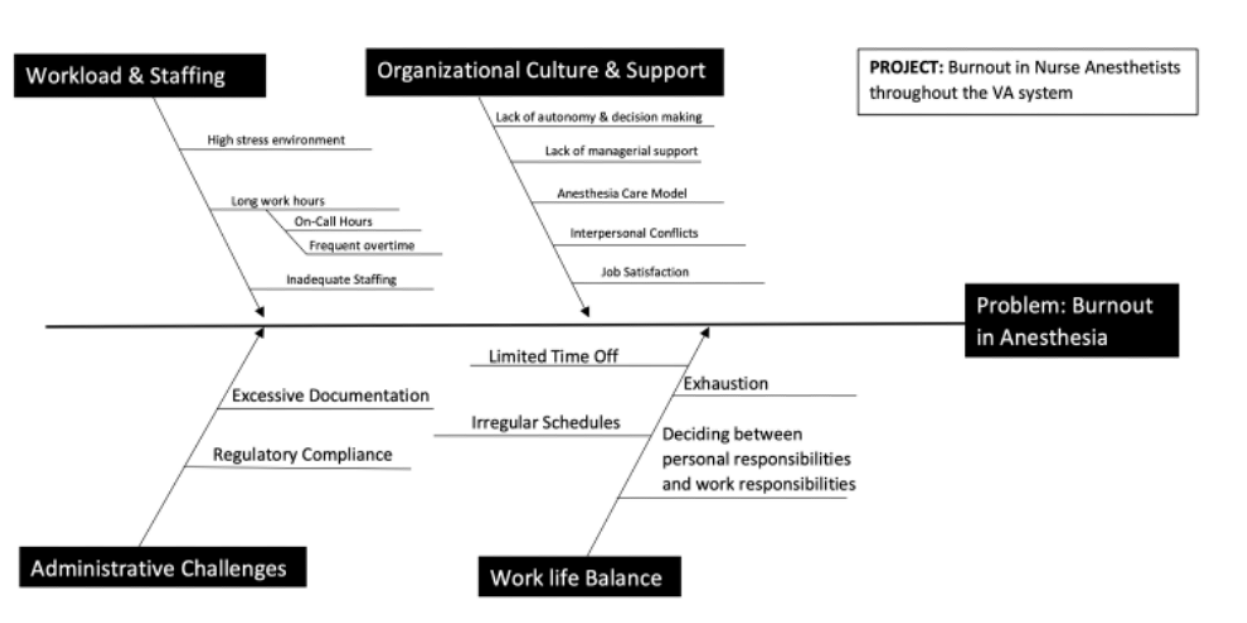 Workload & Staffing
High stress environment
Long work hours
On-Call Hours
Frequent overtime
Inadequate Staffing
Organizational Culture & Support
Lack of autonomy & decision making
Lack of managerial support
Anesthesia Care Model
Interpersonal Conflicts
Job Satisfaction
PROJECT: Burnout in Nurse Anesthetists
throughout the VA system
Problem: Burnout
in Anesthesia
Excessive Documentation
Regulatory Compliance
Administrative Challenges
Limited Time Off
Exhaustion
Irregular Schedules
Deciding between
personal responsibilities
and work responsibilities
Work life Balance